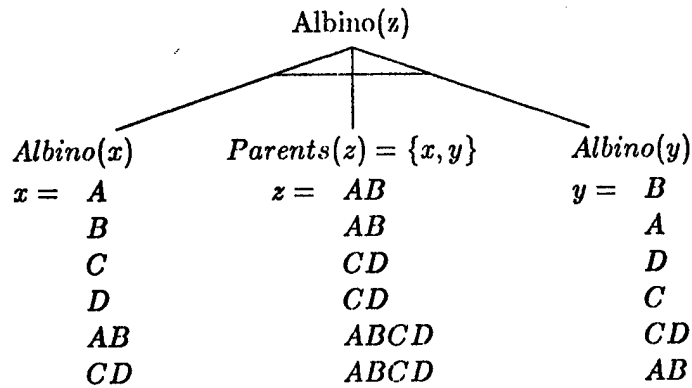 Albino(z)
Albino(x) Parents(z) = {x, y} Albino(y)
x = A z = AB y = B
B AB A
C CD D
D CD C
AB ABCD CD
CD ABCD AB